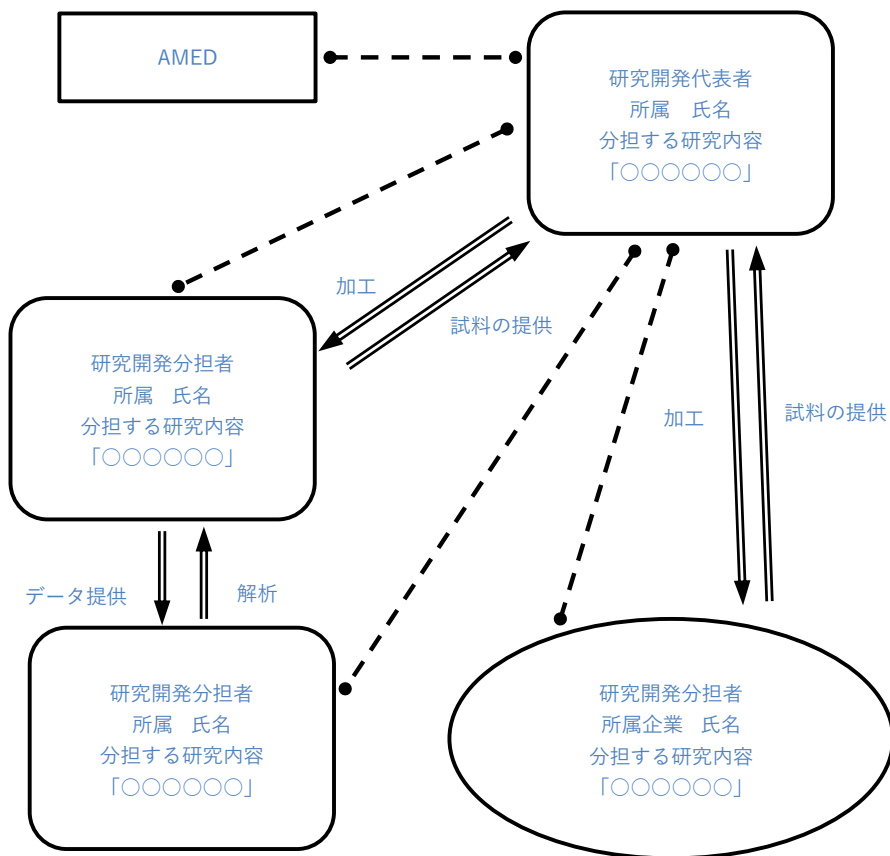 AMED
研究開発代表者
所属　氏名
分担する研究内容
「○○○○○○」
加工
試料の提供
研究開発分担者
所属　氏名
分担する研究内容
「○○○○○○」
加工
試料の提供
データ提供
解析
研究開発分担者
所属　氏名
分担する研究内容
「○○○○○○」
研究開発分担者
所属企業　氏名
分担する研究内容
「○○○○○○」